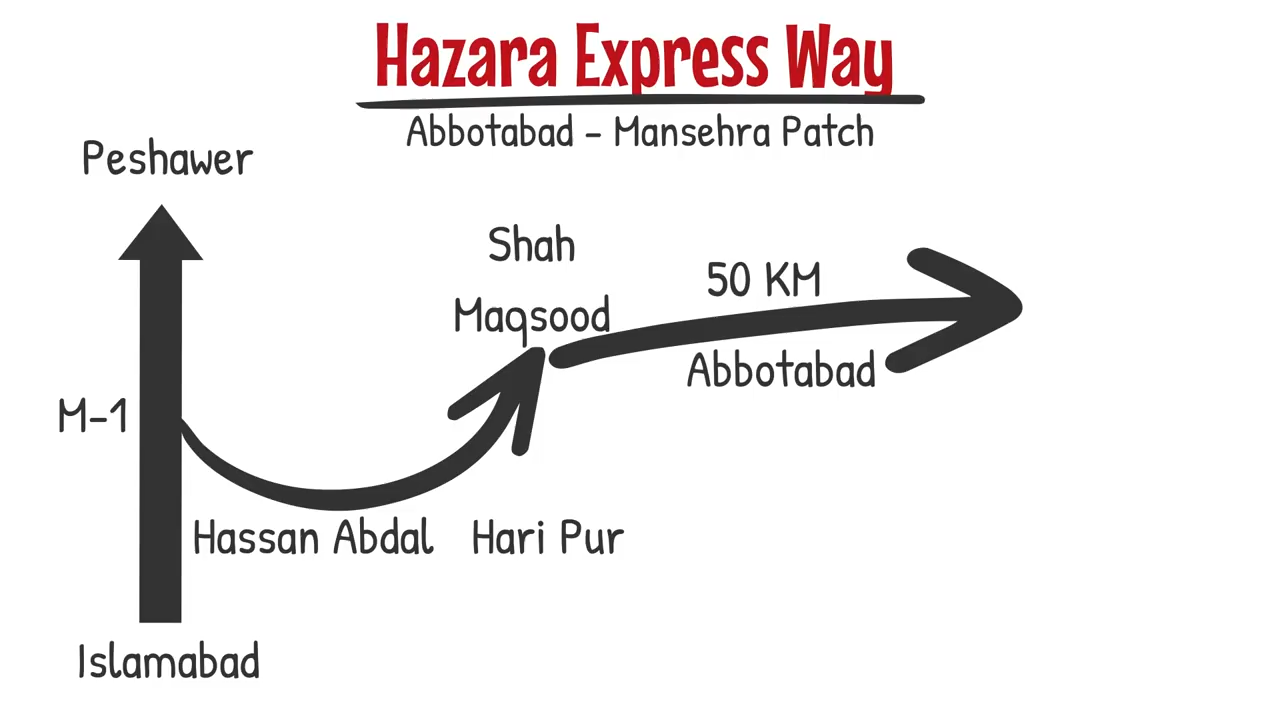 Hazara Express Way
Abbotabad - Mansehra Patch
Peshawer
Shah
Maqsood
50 KM
Abbotabad
M-1
Hassan Abdal
Hari Pur
Islamabad